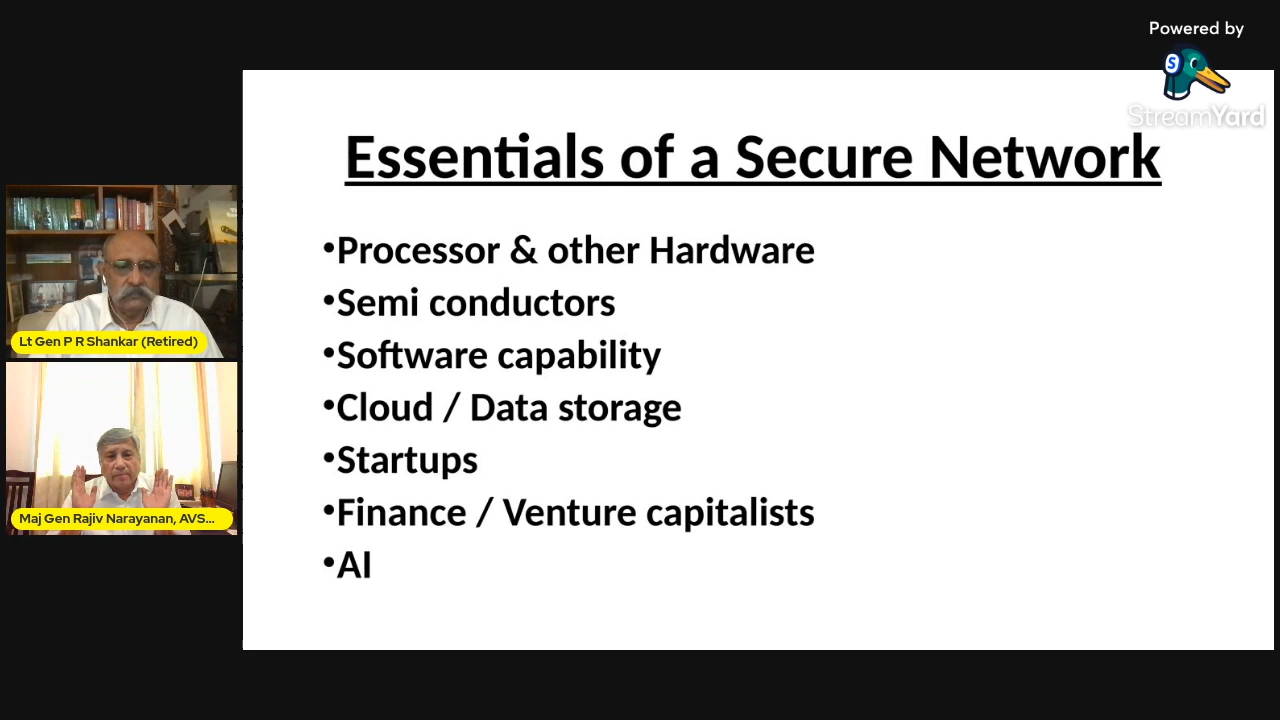 Powered by
StreamYard
Essentials of a Secure Network
•Processor & other Hardware
•Semi conductors
•Software capability
•Cloud / Data storage
•Startups
•Finance / Venture capitalists
•AI
Lt Gen P R Shankar (Retired)
Maj Gen Rajiv Narayanan, AVS...